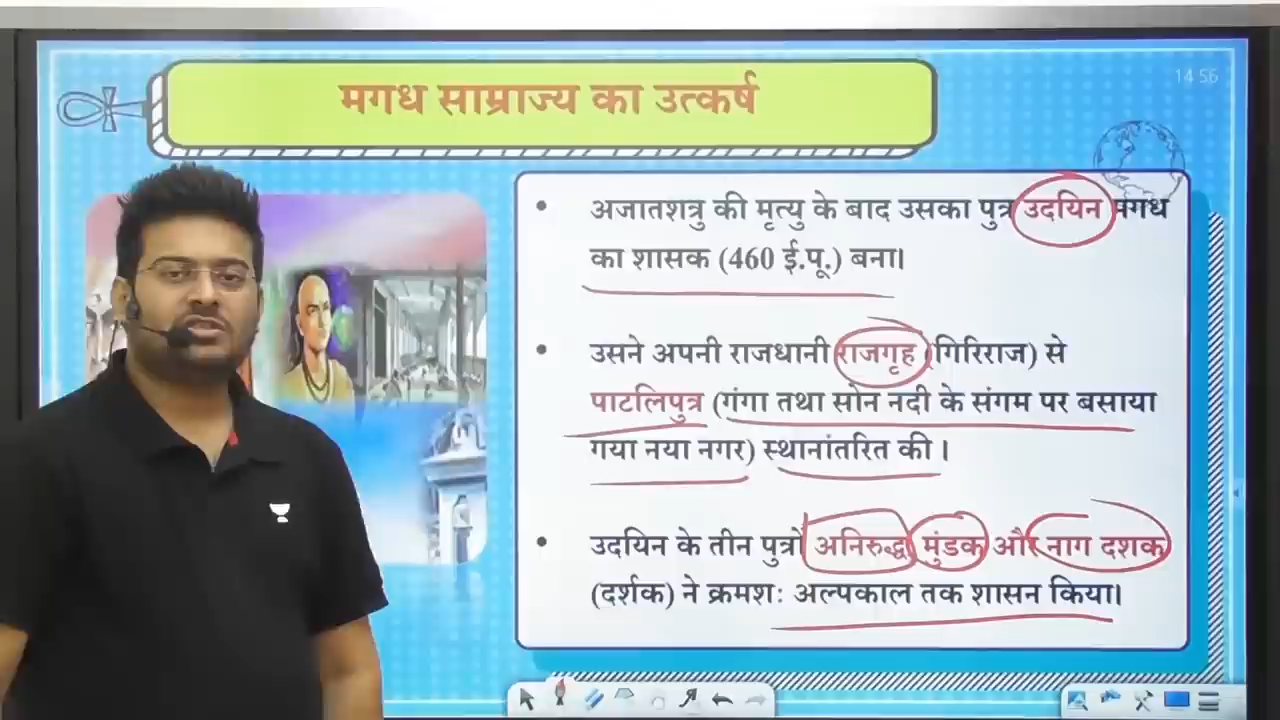 मगध साम्राज्य का उत्कर्ष
14 56
• अजातशत्रु की मृत्यु के बाद उसका पुत्र उदयिन मगध
का शासक (460 ई.पू.) बना।
• उसने अपनी राजधानी राजगृह (गिरिराज) से
पाटलिपुत्र (गंगा तथा सोन नदी के संगम पर बसाया
गया नया नगर) स्थानांतरित की ।
• उदयिन के तीन पुत्रों अनिरुद्ध मुंडक और नाग दशक
(दर्शक) ने क्रमशः अल्पकाल तक शासन किया।